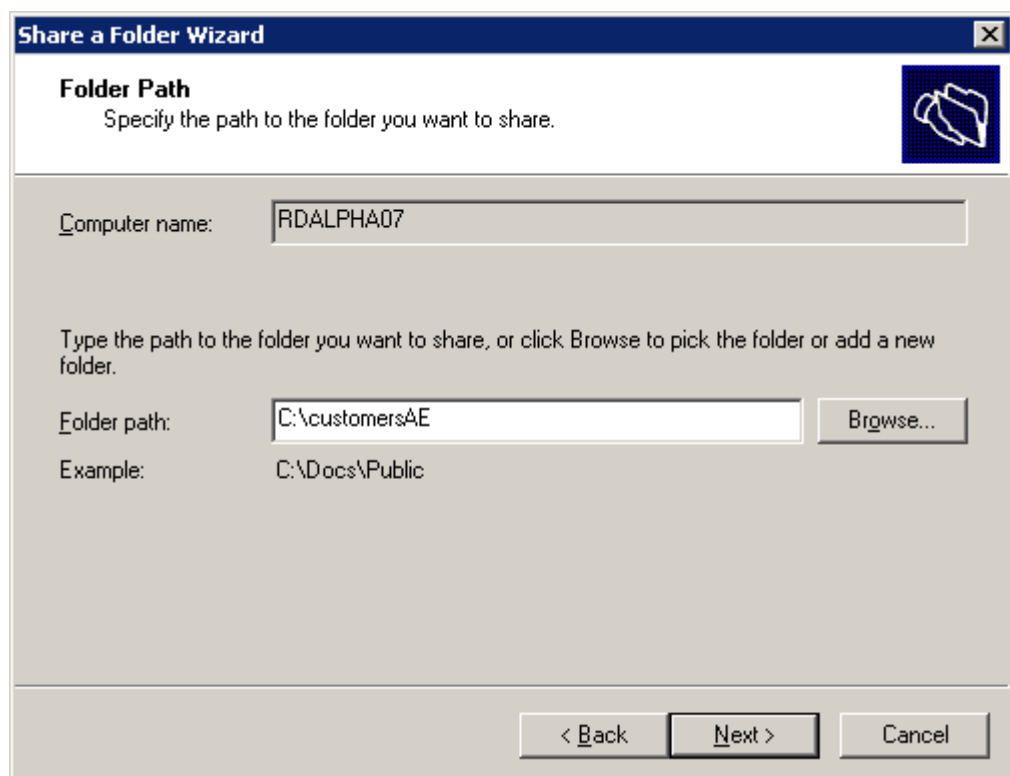 Share a Folder Wizard
Folder Path
Specify the path to the folder you want to share.
Computer name:
RDALPHA07
Type the path to the folder you want to share, or click Browse to pick the folder or add a new
folder.
Folder path:
C:\customersAE
Browse...
Example:
C:\Docs\Public
< Back
Next >
Cancel